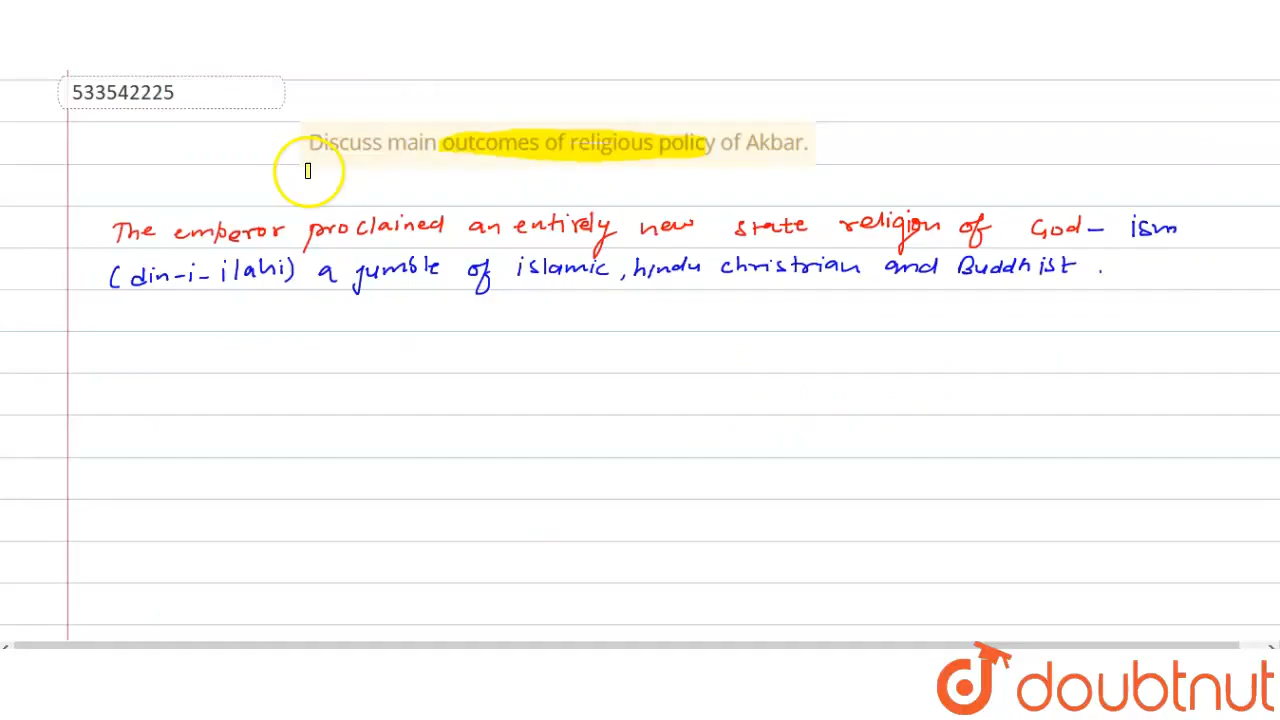 533542225
Discuss main outcomes of religious policy of Akbar.
The emperor proclained an entirely new state religion of God-ism
(din-i-ilahi) a jumble of islamic, hindu christrian and Buddhist.
doubtnut